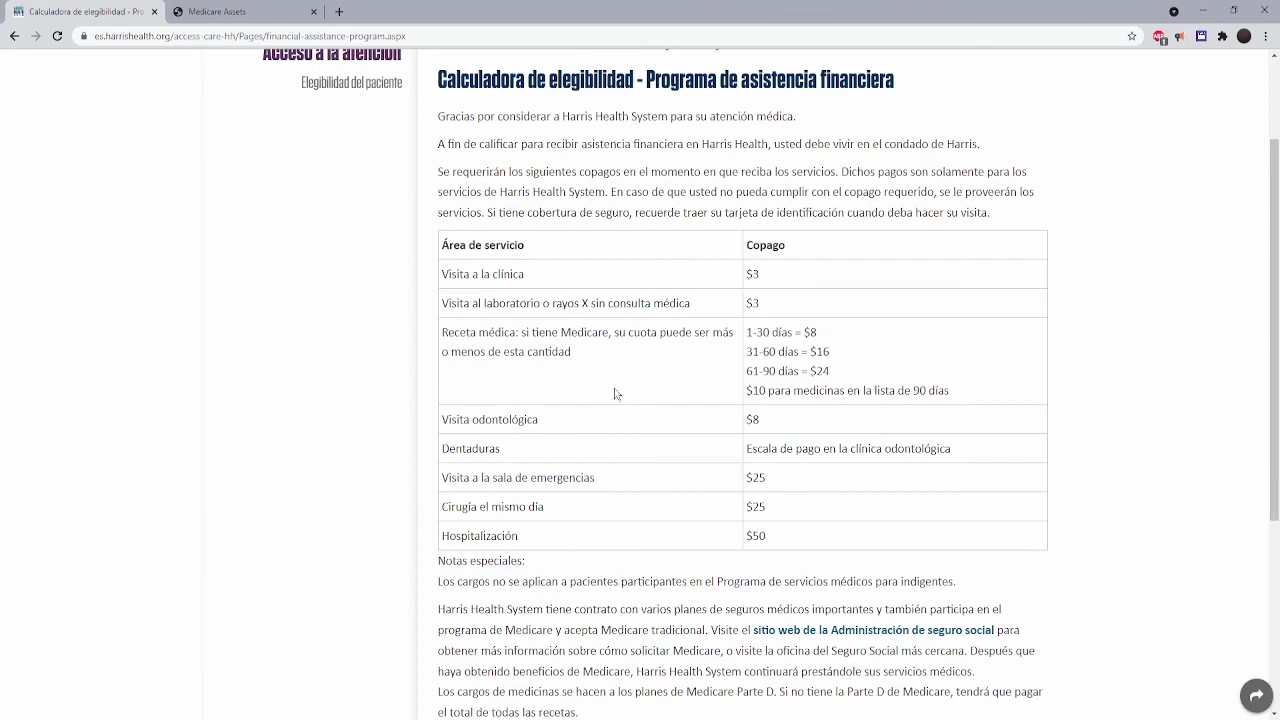 Calculadora de elegibilidad - Pro
Medicare Assets
es.harrishealth.org/access-care-hh/Pages/financial-assistance-program.aspx
Acceso a la atención
Elegibilidad del paciente
Calculadora de elegibilidad - Programa de asistencia financiera
Gracias por considerar a Harris Health System para su atención médica.
A fin de calificar para recibir asistencia financiera en Harris Health, usted debe vivir en el condado de Harris.
Se requerirán los siguientes copagos en el momento en que reciba los servicios. Dichos pagos son solamente para los
servicios de Harris Health System. En caso de que usted no pueda cumplir con el copago requerido, se le proveerán los
servicios. Si tiene cobertura de seguro, recuerde traer su tarjeta de identificación cuando deba hacer su visita.
Área de servicio Copago
Visita a la clínica $3
Visita al laboratorio o rayos X sin consulta médica $3
Receta médica: si tiene Medicare, su cuota puede ser más 1-30 días = $8
o menos de esta cantidad 31-60 días = $16
61-90 días = $24
$10 para medicinas en la lista de 90 días
Visita odontológica $8
Dentaduras Escala de pago en la clínica odontológica
Visita a la sala de emergencias $25
Cirugía el mismo día $25
Hospitalización $50
Notas especiales:
Los cargos no se aplican a pacientes participantes en el Programa de servicios médicos para indigentes.
Harris Health System tiene contrato con varios planes de seguros médicos importantes y también participa en el
programa de Medicare y acepta Medicare tradicional. Visite el sitio web de la Administración de seguro social para
obtener más información sobre cómo solicitar Medicare, o visite la oficina del Seguro Social más cercana. Después que
haya obtenido beneficios de Medicare, Harris Health System continuará prestándole sus servicios médicos.
Los cargos de medicinas se hacen a los planes de Medicare Parte D. Si no tiene la Parte D de Medicare, tendrá que pagar
el total de todas las recetas.